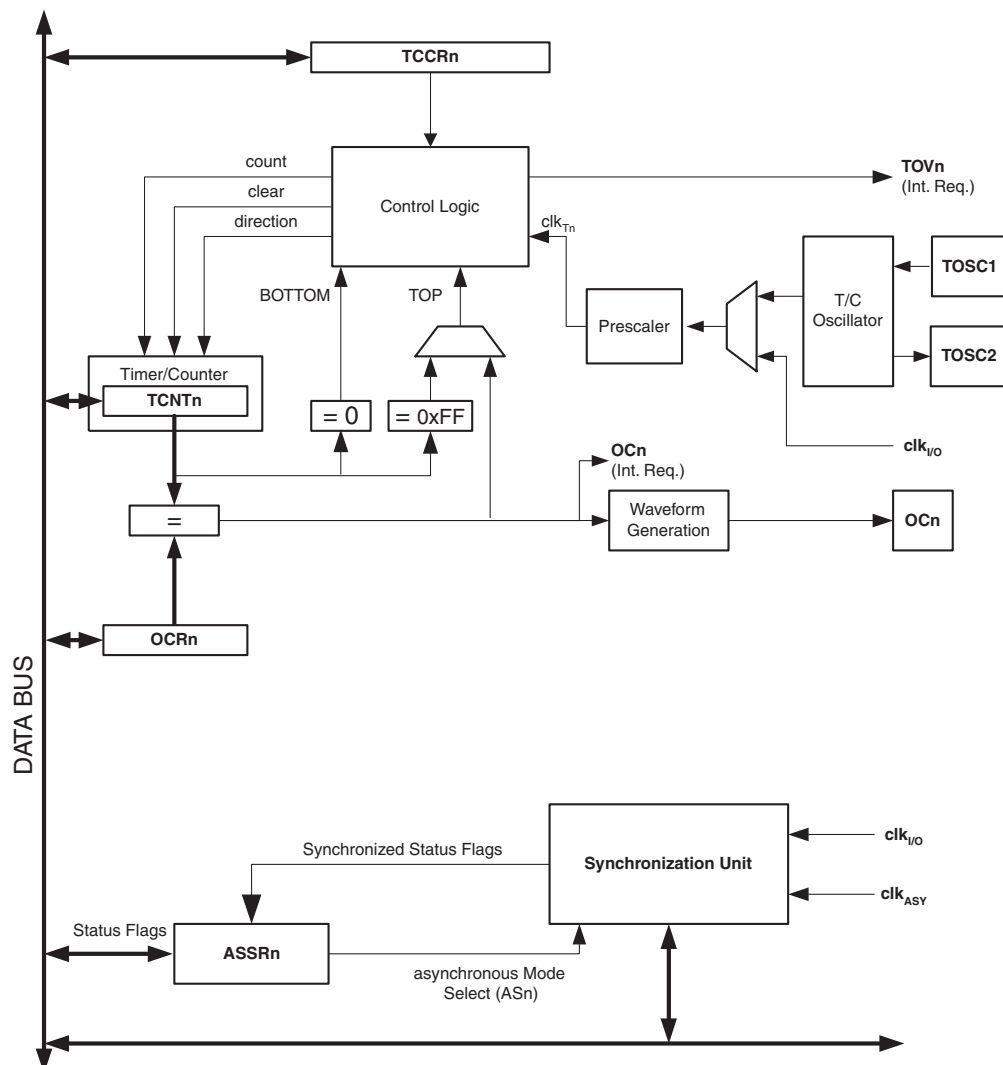 TCCRn
count
clear
direction
Control Logic
TOVn
(Int. Req.)
clkTn
BOTTOM
TOP
Prescaler
T/C
Oscillator
TOSC1
TOSC2
Timer/Counter
TCNTn
= 0
= 0xFF
clkI/O
OCn
(Int. Req.)
=
Waveform
Generation
OCn
OCRn
DATA BUS
Synchronized Status Flags
Synchronization Unit
clkI/O
clkASY
Status Flags
ASSRn
asynchronous Mode
Select (ASn)